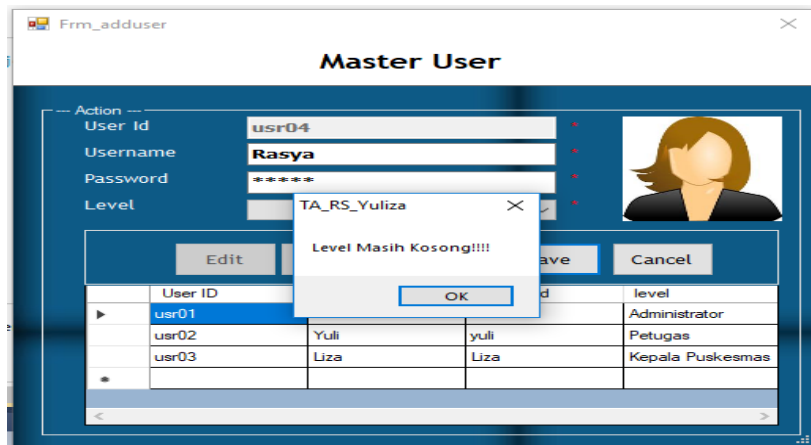 Frm_adduser
Master User
--- Action ---
User Id usr04 *
Username Rasya *
Password ***** *
Level *
TA_RS_Yuliza
Level Masih Kosong!!!!
OK
Edit ave Cancel
User ID d level
usr01 Administrator
usr02 Yuli yuli Petugas
usr03 Liza Liza Kepala Puskesmas